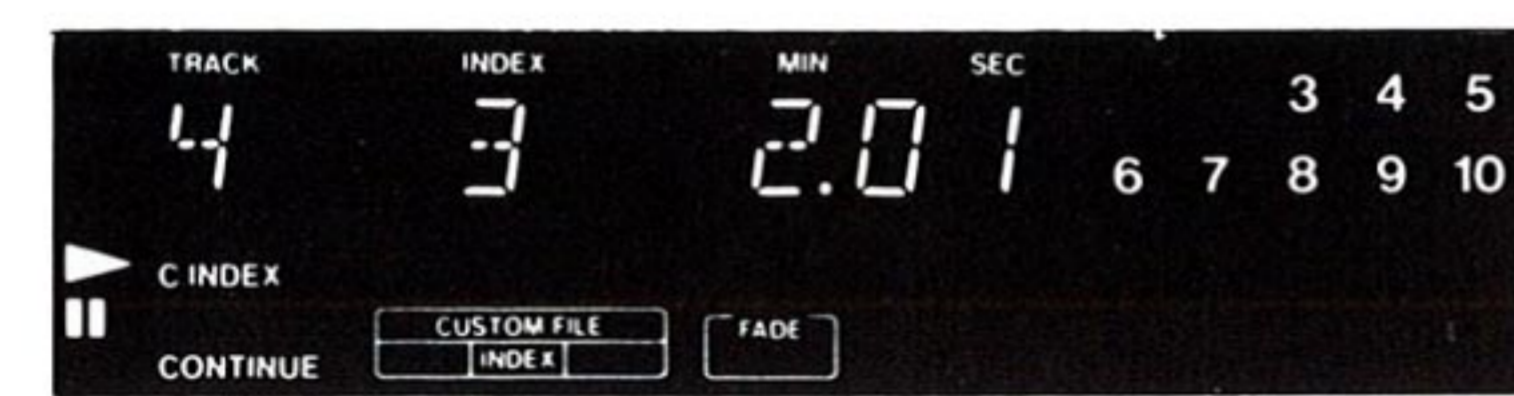 TRACK INDEX MIN SEC
3 4 5
4 3 2.01
6 7 8 9 10
C INDEX
CUSTOM FILE FADE
INDEX
CONTINUE